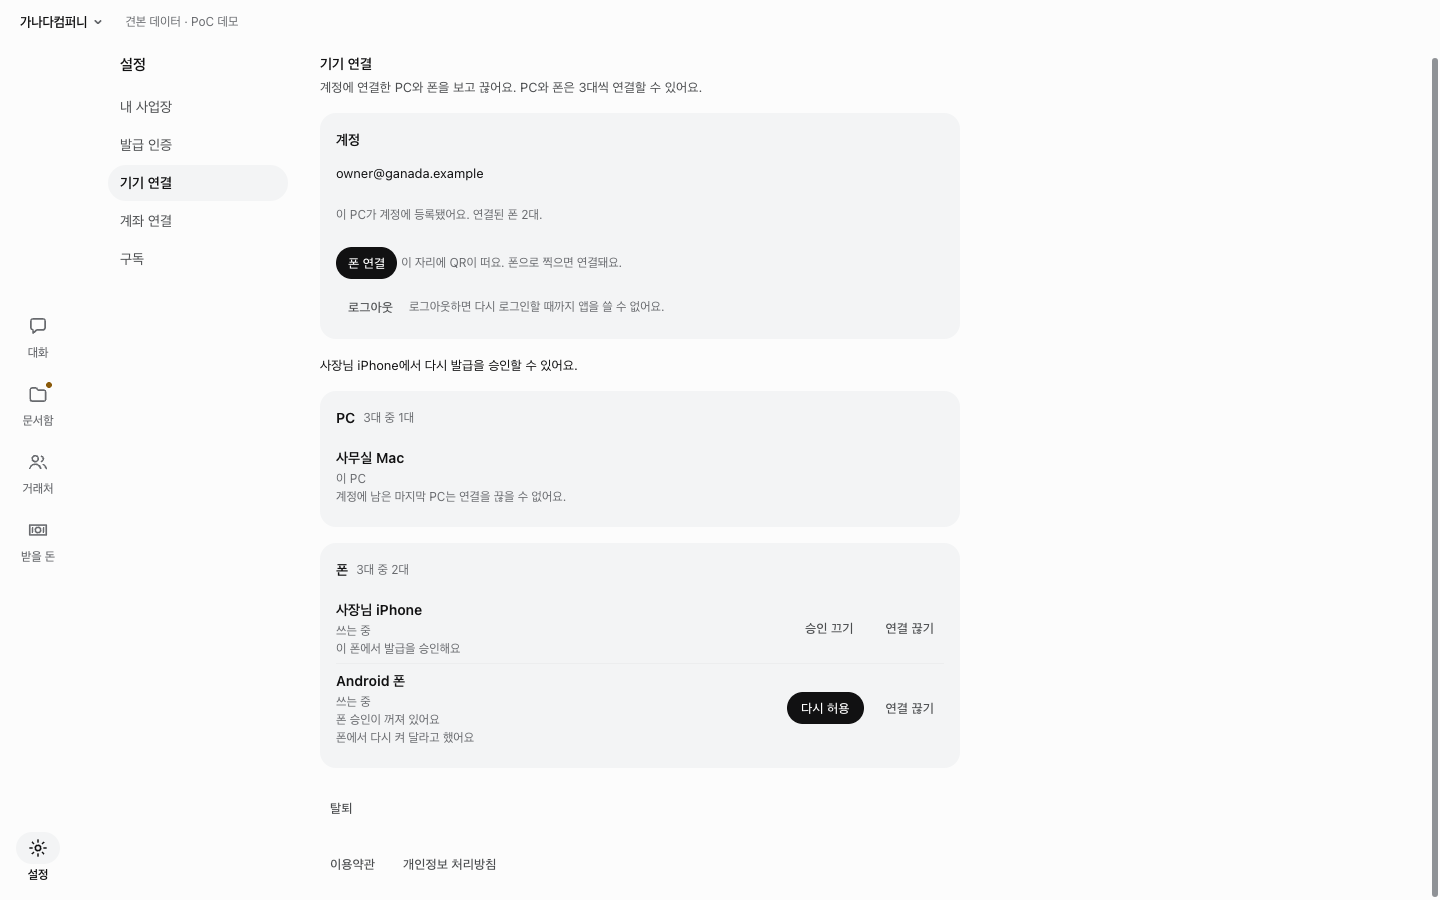 가나다컴퍼니
견본 데이터 · PoC 데모
설정
내 사업장
발급 인증
기기 연결
계좌 연결
구독
대화
문서함
거래처
받을 돈
설정
기기 연결
계정에 연결한 PC와 폰을 보고 끊어요. PC와 폰은 3대씩 연결할 수 있어요.
계정
owner@ganada.example
이 PC가 계정에 등록됐어요. 연결된 폰 2대.
폰 연결 이 자리에 QR이 떠요. 폰으로 찍으면 연결돼요.
로그아웃 로그아웃하면 다시 로그인할 때까지 앱을 쓸 수 없어요.
사장님 iPhone에서 다시 발급을 승인할 수 있어요.
PC 3대 중 1대
사무실 Mac
이 PC
계정에 남은 마지막 PC는 연결을 끊을 수 없어요.
폰 3대 중 2대
사장님 iPhone
쓰는 중
이 폰에서 발급을 승인해요
승인 끄기 연결 끊기
Android 폰
쓰는 중
폰 승인이 꺼져 있어요
폰에서 다시 켜 달라고 했어요
다시 허용 연결 끊기
탈퇴
이용약관 개인정보 처리방침